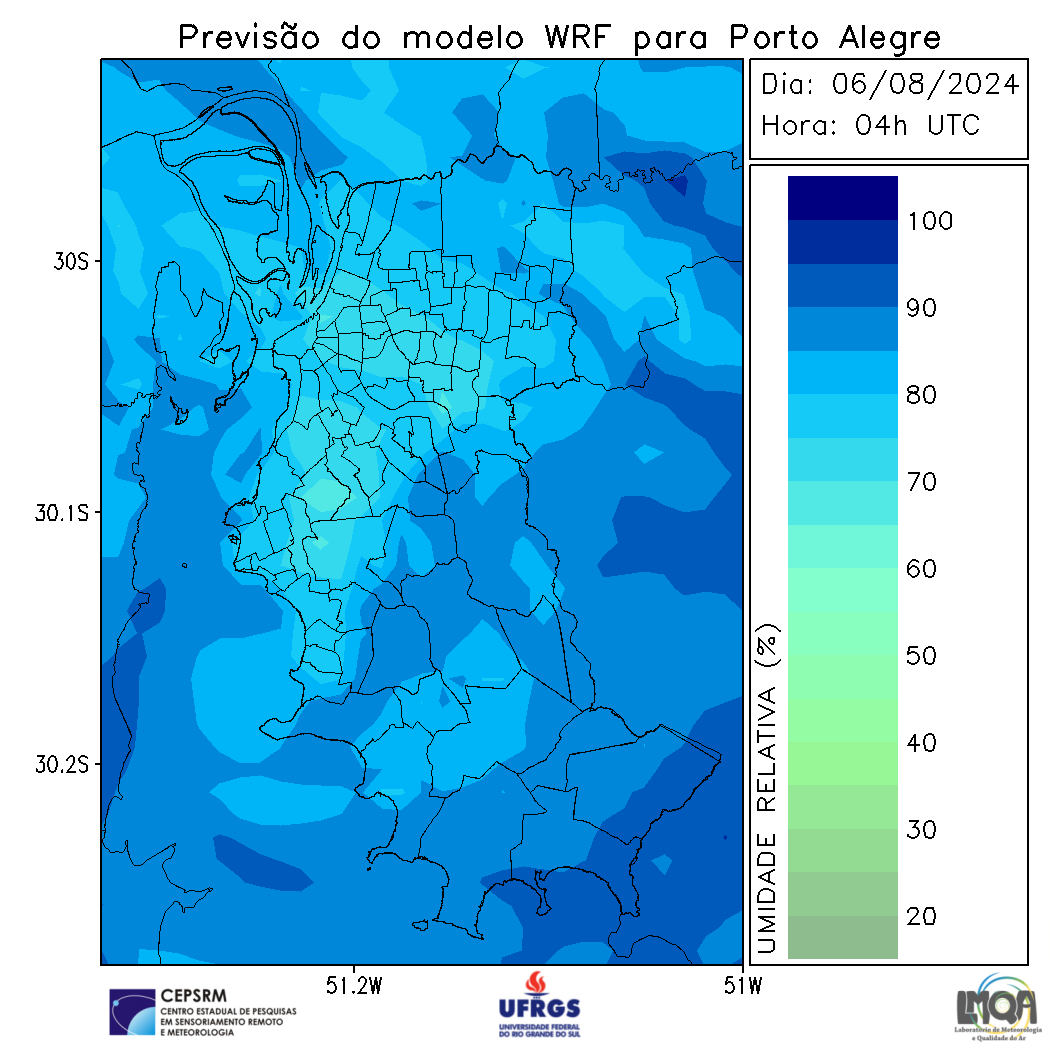 Previsão do modelo WRF para Porto Alegre
Dia: 06/08/2024
Hora: 04h UTC
30S
30.1S
30.2S
51.2W
51W
100
90
80
70
60
50
40
30
20
UMIDADE RELATIVA (%)
CEPSRM
CENTRO ESTADUAL DE PESQUISAS
EM SENSORIAMENTO REMOTO
E METEOROLOGIA
UFRGS
UNIVERSIDADE FEDERAL
DO RIO GRANDE DO SUL
LMQA
Laboratório de Meteorologia
e Qualidade do Ar